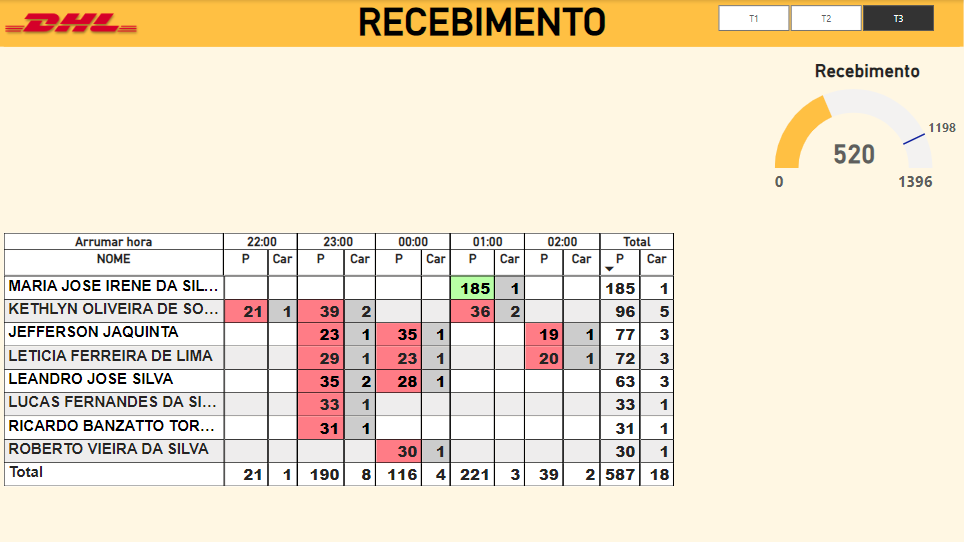 DHL
RECEBIMENTO
T1 T2 T3
Recebimento
1198
520
0 1396
Arrumar hora 22:00 23:00 00:00 01:00 02:00 Total
NOME P Car P Car P Car P Car P Car P Car
MARIA JOSE IRENE DA SIL... 185 1 185 1
KETHLYN OLIVEIRA DE SO... 21 1 39 2 36 2 96 5
JEFFERSON JAQUINTA 23 1 35 1 19 1 77 3
LETICIA FERREIRA DE LIMA 29 1 23 1 20 1 72 3
LEANDRO JOSE SILVA 35 2 28 1 63 3
LUCAS FERNANDES DA SI... 33 1 33 1
RICARDO BANZATTO TOR... 31 1 31 1
ROBERTO VIEIRA DA SILVA 30 1 30 1
Total 21 1 190 8 116 4 221 3 39 2 587 18